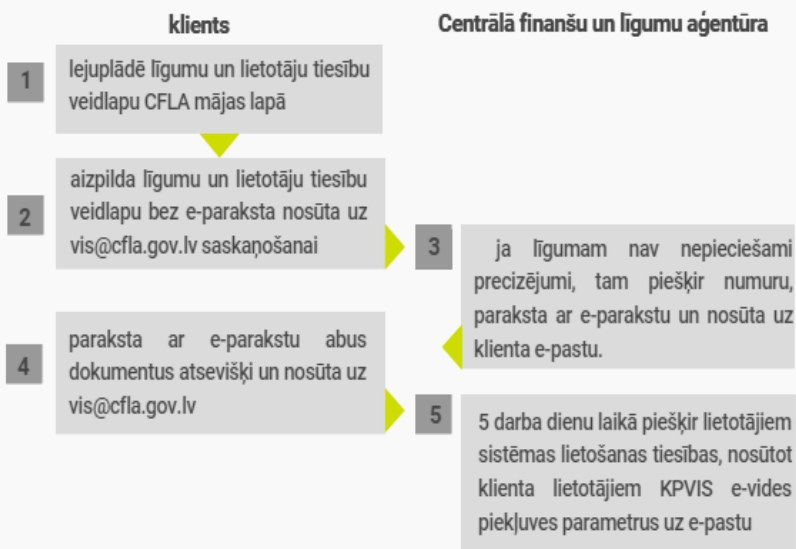 klients
Centrālā finanšu un līgumu aģentūra
1
lejuplādē līgumu un lietotāju tiesību
veidlapu CFLA mājas lapā
2
aizpilda līgumu un lietotāju tiesību
veidlapu bez e-paraksta nosūta uz
vis@cfla.gov.lv saskaņošanai
3
ja līgumam nav nepieciešami
precizējumi, tam piešķir numuru,
paraksta ar e-parakstu un nosūta uz
klienta e-pastu.
4
paraksta ar e-parakstu abus
dokumentus atsevišķi un nosūta uz
vis@cfla.gov.lv
5
5 darba dienu laikā piešķir lietotājiem
sistēmas lietošanas tiesības, nosūtot
klienta lietotājiem KPVIS e-vides
piekļuves parametrus uz e-pastu